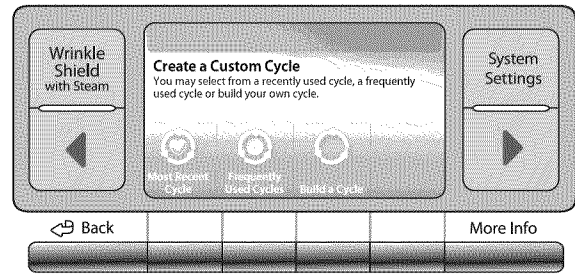 Wrinkle
Shield
with Steam
Create a Custom Cycle
You may select from a recently used cycle, a frequently
used cycle or build your own cycle.
Most Recent
Cycle
Frequently
Used Cycles
Build a Cycle
System
Settings
Back
More Info